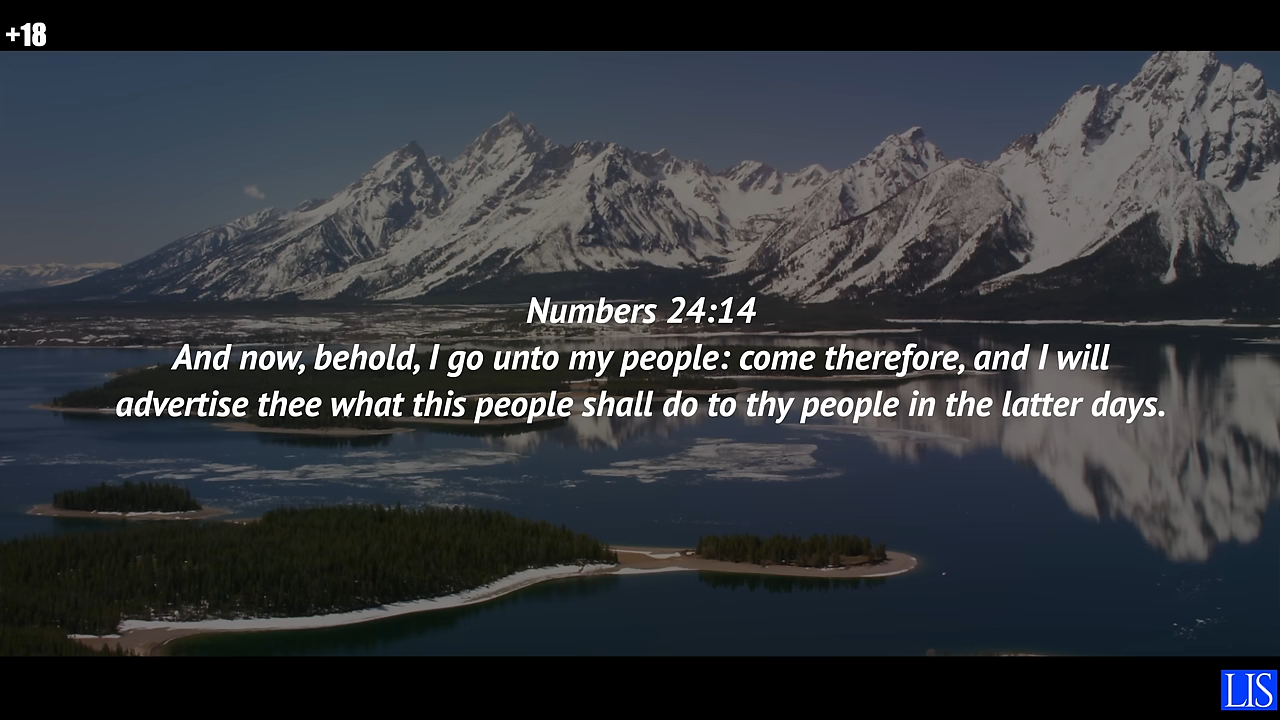 +18
Numbers 24:14
And now, behold, I go unto my people: come therefore, and I will
advertise thee what this people shall do to thy people in the latter days.
LIS